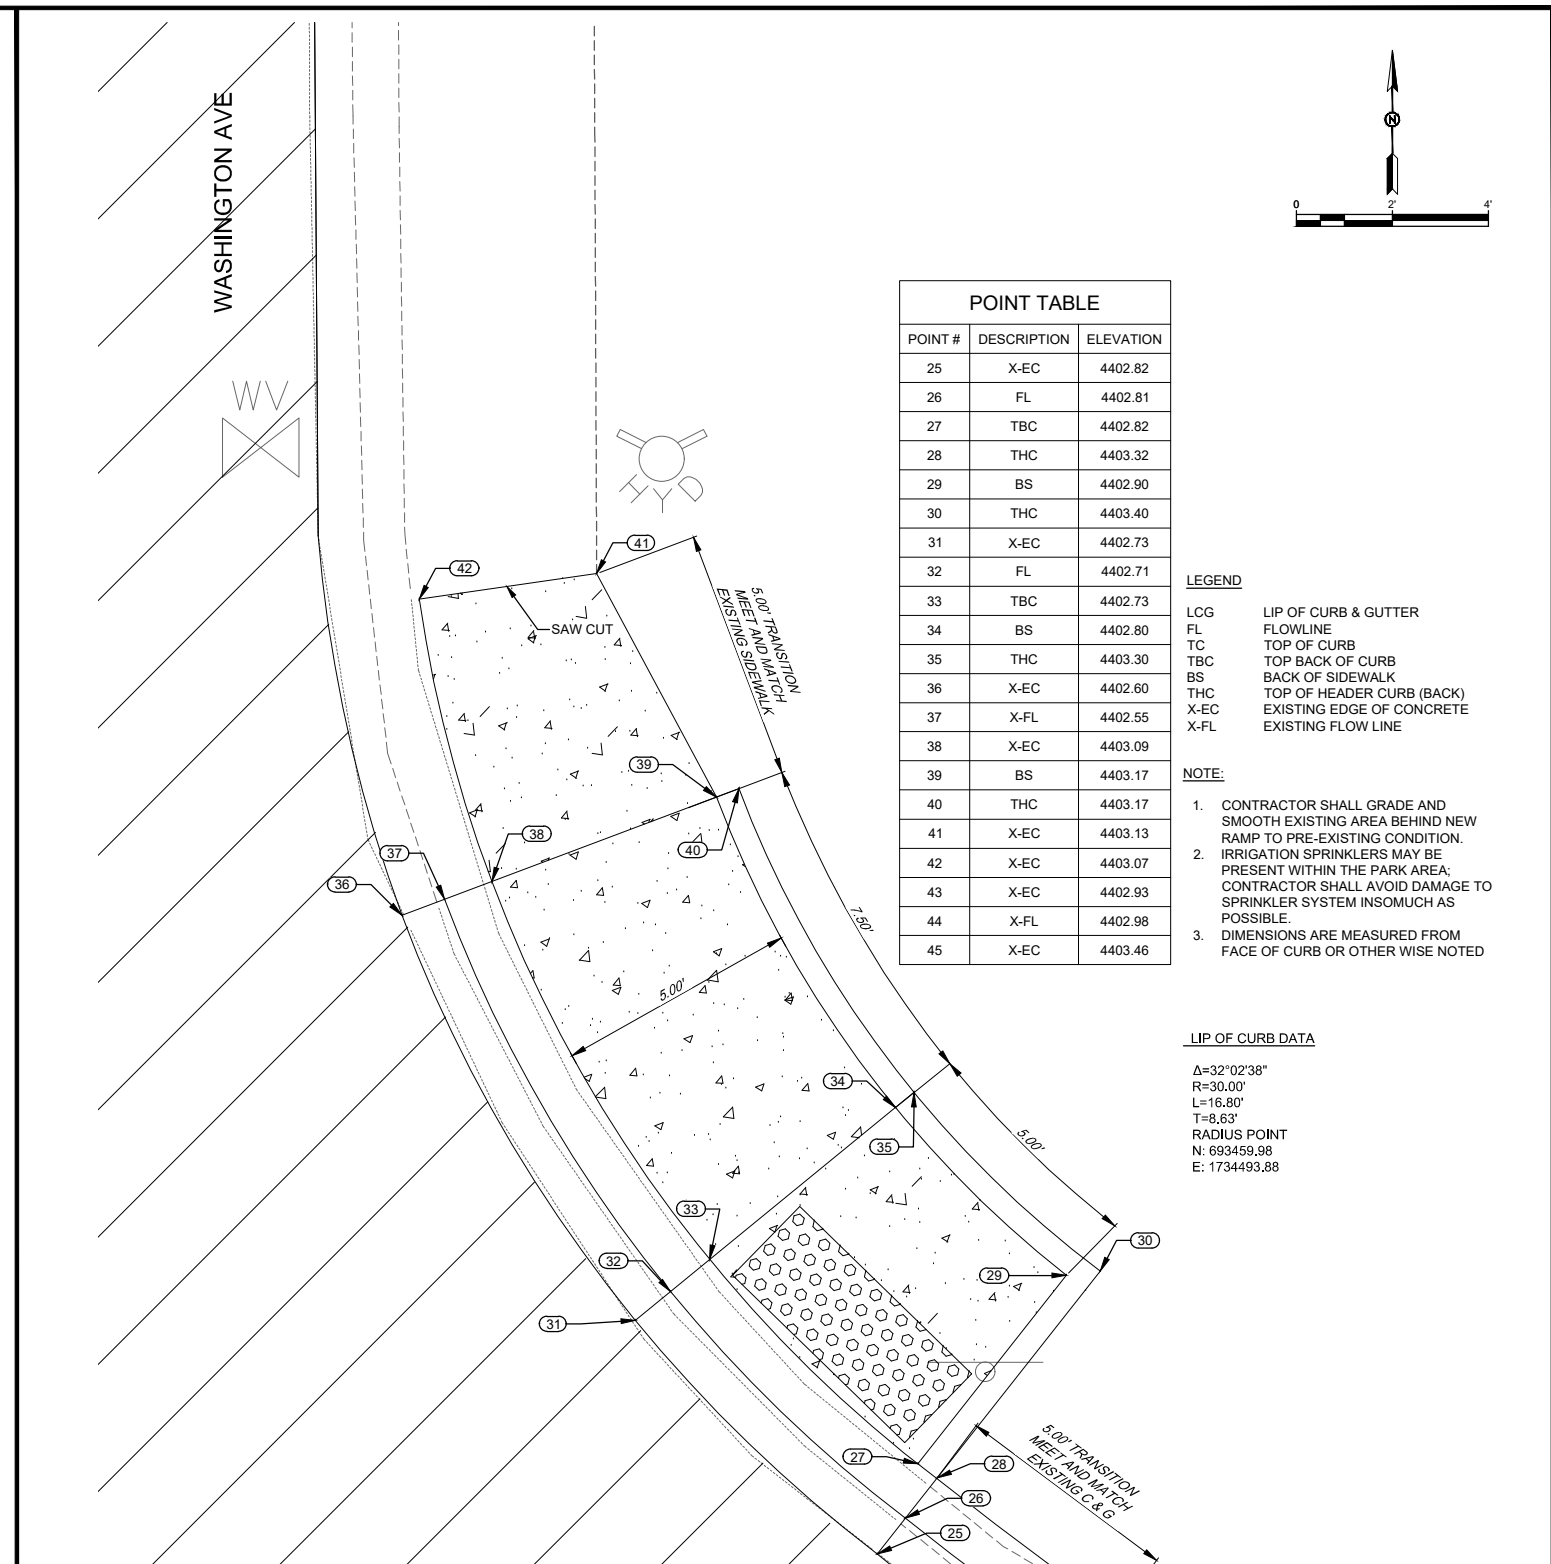 WASHINGTON AVE
WV
HYD
N
0 2' 4'
POINT TABLE
POINT # DESCRIPTION ELEVATION
25 X-EC 4402.82
26 FL 4402.81
27 TBC 4402.82
28 THC 4403.32
29 BS 4402.90
30 THC 4403.40
31 X-EC 4402.73
32 FL 4402.71
33 TBC 4402.73
34 BS 4402.80
35 THC 4403.30
36 X-EC 4402.60
37 X-FL 4402.55
38 X-EC 4403.09
39 BS 4403.17
40 THC 4403.17
41 X-EC 4403.13
42 X-EC 4403.07
43 X-EC 4402.93
44 X-FL 4402.98
45 X-EC 4403.46
LEGEND
LCG LIP OF CURB & GUTTER
FL FLOWLINE
TC TOP OF CURB
TBC TOP BACK OF CURB
BS BACK OF SIDEWALK
THC TOP OF HEADER CURB (BACK)
X-EC EXISTING EDGE OF CONCRETE
X-FL EXISTING FLOW LINE
NOTE:
1. CONTRACTOR SHALL GRADE AND
SMOOTH EXISTING AREA BEHIND NEW
RAMP TO PRE-EXISTING CONDITION.
2. IRRIGATION SPRINKLERS MAY BE
PRESENT WITHIN THE PARK AREA;
CONTRACTOR SHALL AVOID DAMAGE TO
SPRINKLER SYSTEM INSOMUCH AS
POSSIBLE.
3. DIMENSIONS ARE MEASURED FROM
FACE OF CURB OR OTHER WISE NOTED
LIP OF CURB DATA
Δ=32°02'38"
R=30.00'
L=16.80'
T=8.63'
RADIUS POINT
N: 693459.98
E: 1734493.88
41
42
SAW CUT
5.00' TRANSITION
MEET AND MATCH
EXISTING SIDEWALK
39
38
40
37
36
7.50'
5.00'
34
35
5.00'
33
30
32
29
31
27
28
26
25
5.00' TRANSITION
MEET AND MATCH
EXISTING C & G